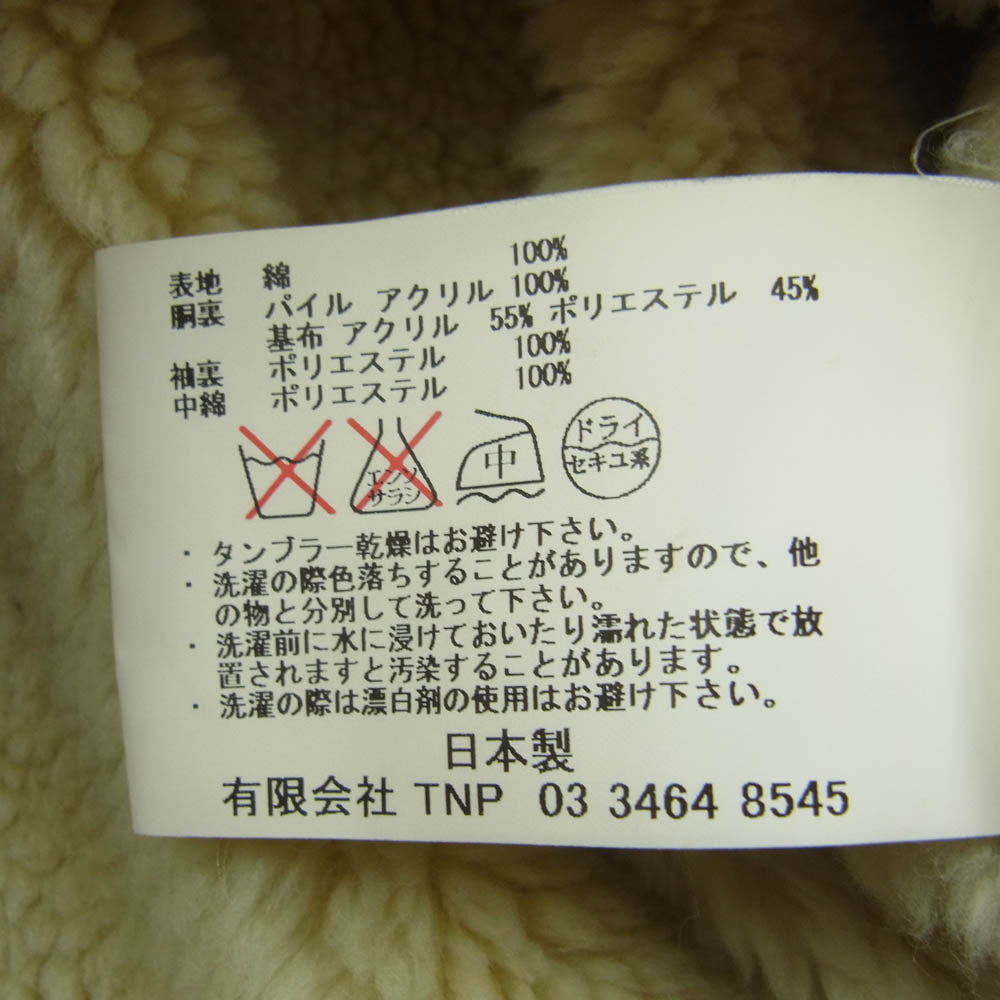 表地 綿 100%
胴裏 パイル アクリル 100%
基布 アクリル 55% ポリエステル 45%
袖裏 ポリエステル 100%
中綿 ポリエステル 100%
エンソ
サラシ
中
ドライ
セキユ系
・タンブラー乾燥はお避け下さい。
・洗濯の際色落ちすることがありますので、他
の物と分別して洗って下さい。
・洗濯前に水に浸けておいたり濡れた状態で放
置されますと汚染することがあります。
・洗濯の際は漂白剤の使用はお避け下さい。
日本製
有限会社 TNP 03 3464 8545